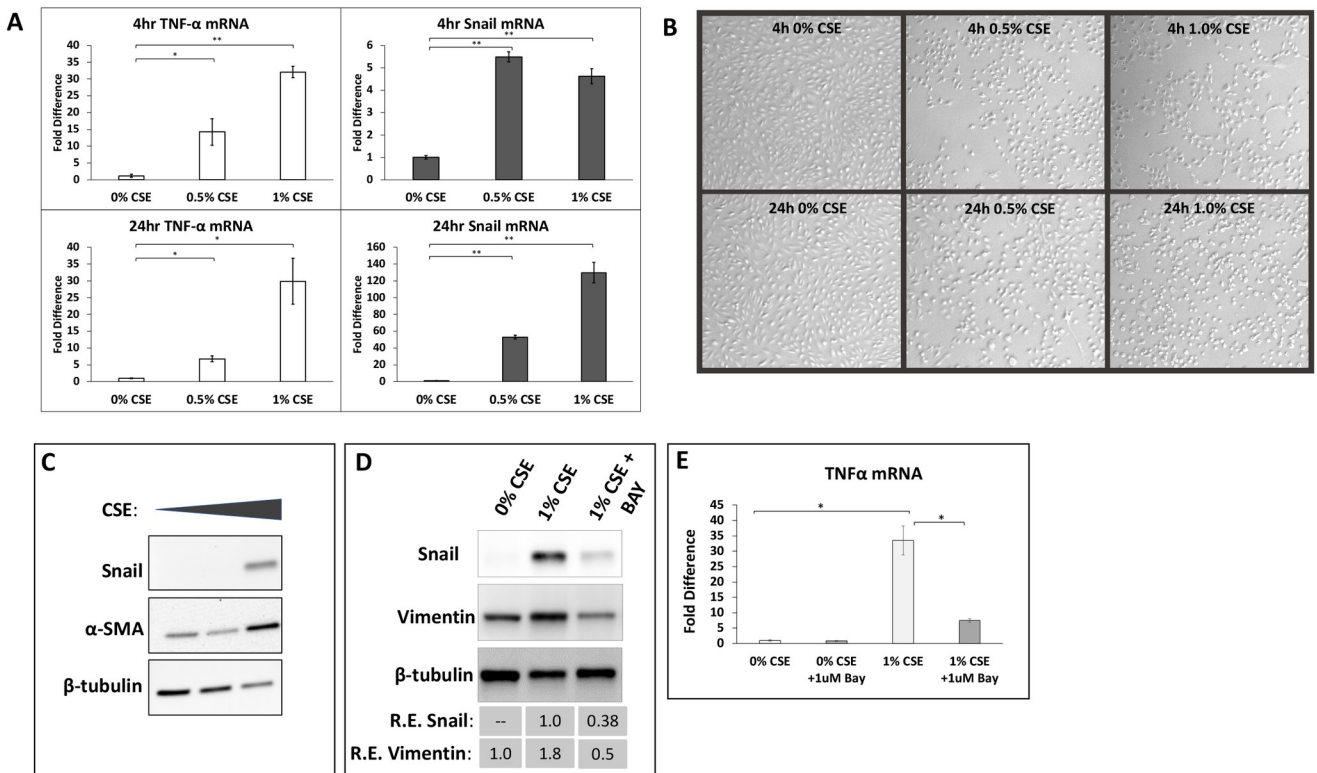 A
4hr TNF-α mRNA
**
*
Fold Difference
40
35
30
25
20
15
10
5
0
0% CSE 0.5% CSE 1% CSE
4hr Snail mRNA
**
**
Fold Difference
6
5
4
3
2
1
0
0% CSE 0.5% CSE 1% CSE
24hr TNF-α mRNA
*
*
Fold Difference
40
35
30
25
20
15
10
5
0
0% CSE 0.5% CSE 1% CSE
24hr Snail mRNA
**
**
Fold Difference
160
140
120
100
80
60
40
20
0
0% CSE 0.5% CSE 1% CSE
B
4h 0% CSE 4h 0.5% CSE 4h 1.0% CSE
24h 0% CSE 24h 0.5% CSE 24h 1.0% CSE
C
CSE:
Snail
α-SMA
β-tubulin
D
0% CSE
1% CSE
1% CSE +
BAY
Snail
Vimentin
β-tubulin
R.E. Snail: -- 1.0 0.38
R.E. Vimentin: 1.0 1.8 0.5
E
TNFα mRNA
*
*
Fold Difference
45
40
35
30
25
20
15
10
5
0
0% CSE 0% CSE 1% CSE 1% CSE
+1uM Bay +1uM Bay